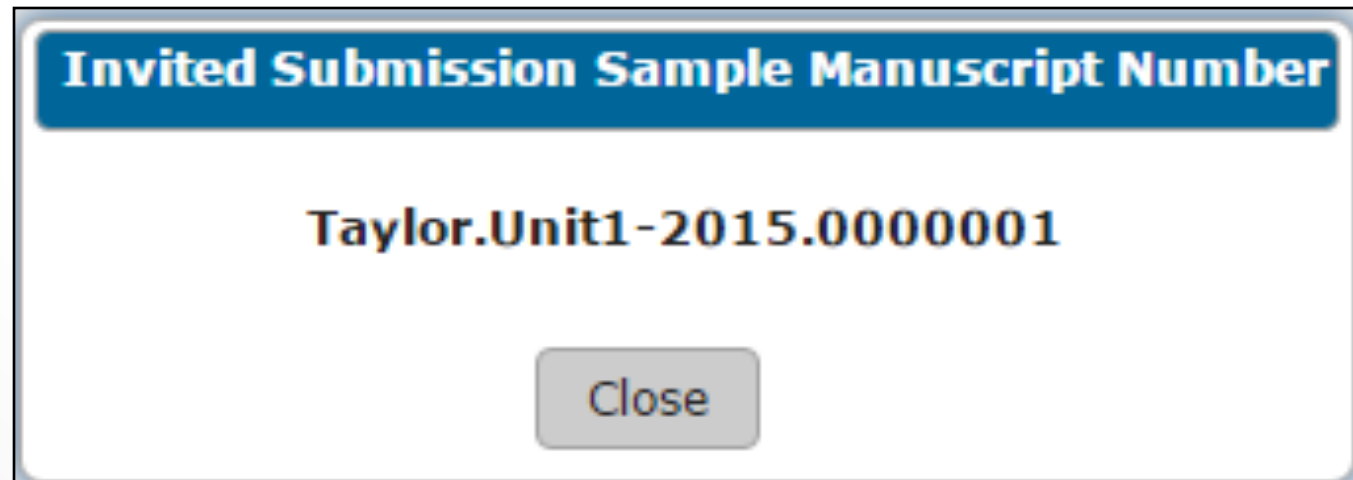 Invited Submission Sample Manuscript Number
Taylor.Unit1-2015.0000001
Close